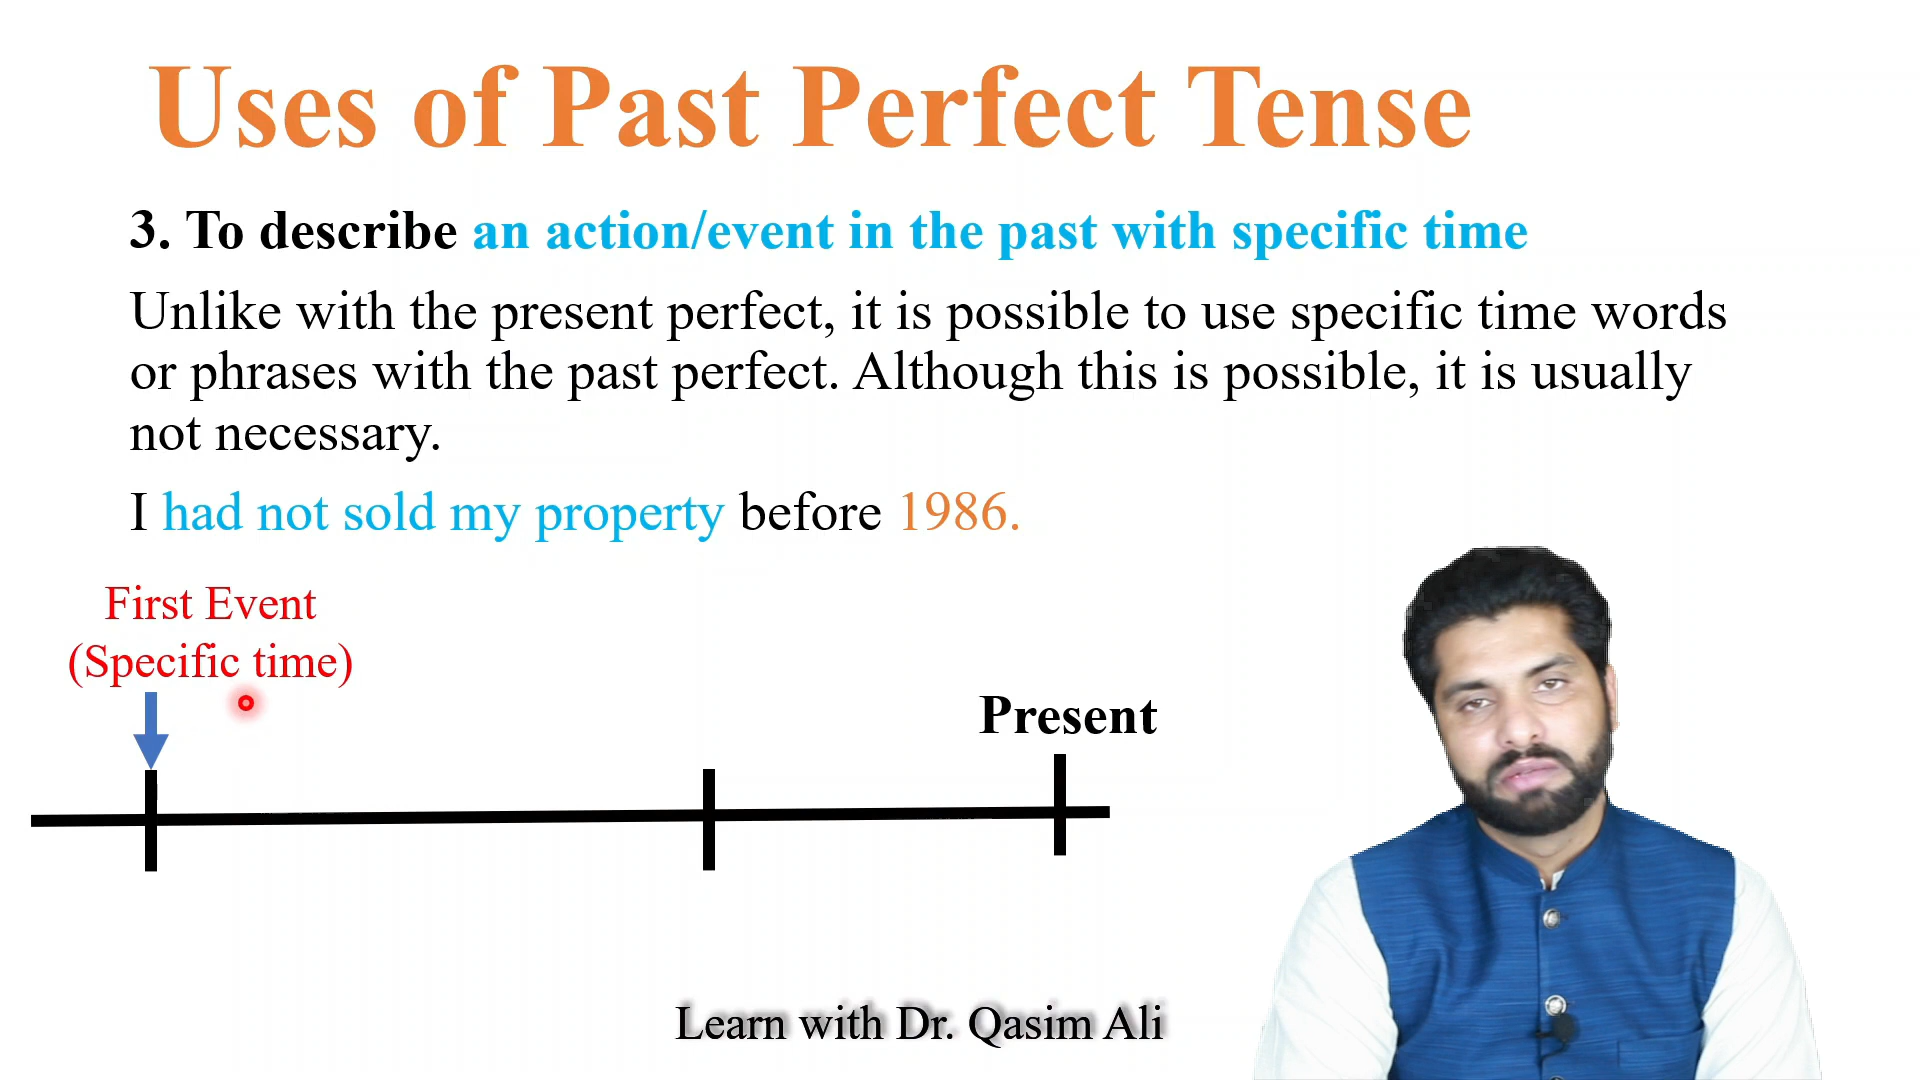 Uses of Past Perfect Tense
3. To describe an action/event in the past with specific time
Unlike with the present perfect, it is possible to use specific time words
or phrases with the past perfect. Although this is possible, it is usually
not necessary.
I had not sold my property before 1986.
First Event
(Specific time)
Present
Learn with Dr. Qasim Ali